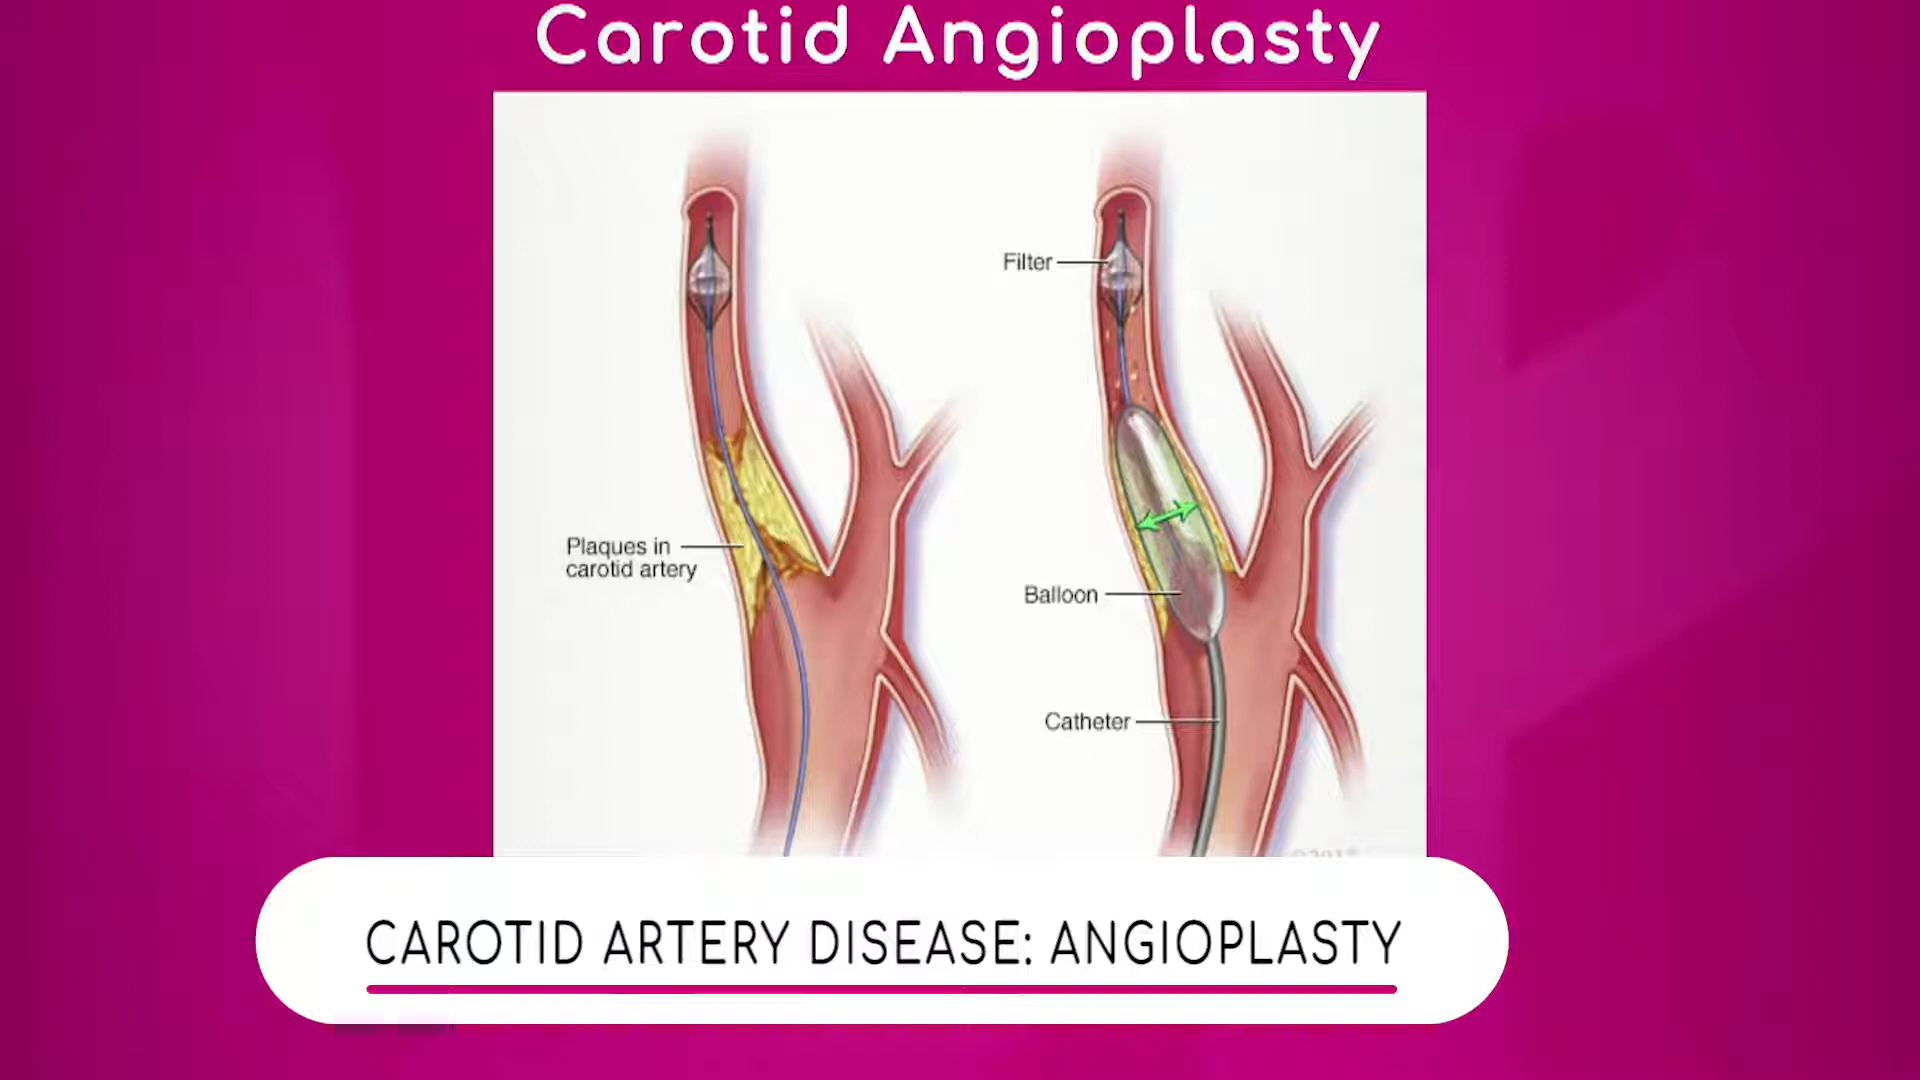 Carotid Angioplasty
Filter
Plaques in
carotid artery
Balloon
Catheter
CAROTID ARTERY DISEASE: ANGIOPLASTY